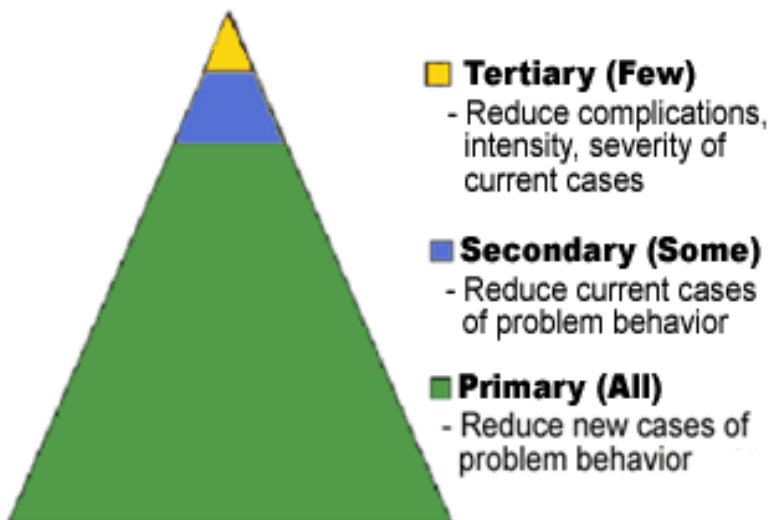 Tertiary (Few)
- Reduce complications,
intensity, severity of
current cases
Secondary (Some)
- Reduce current cases
of problem behavior
Primary (All)
- Reduce new cases of
problem behavior